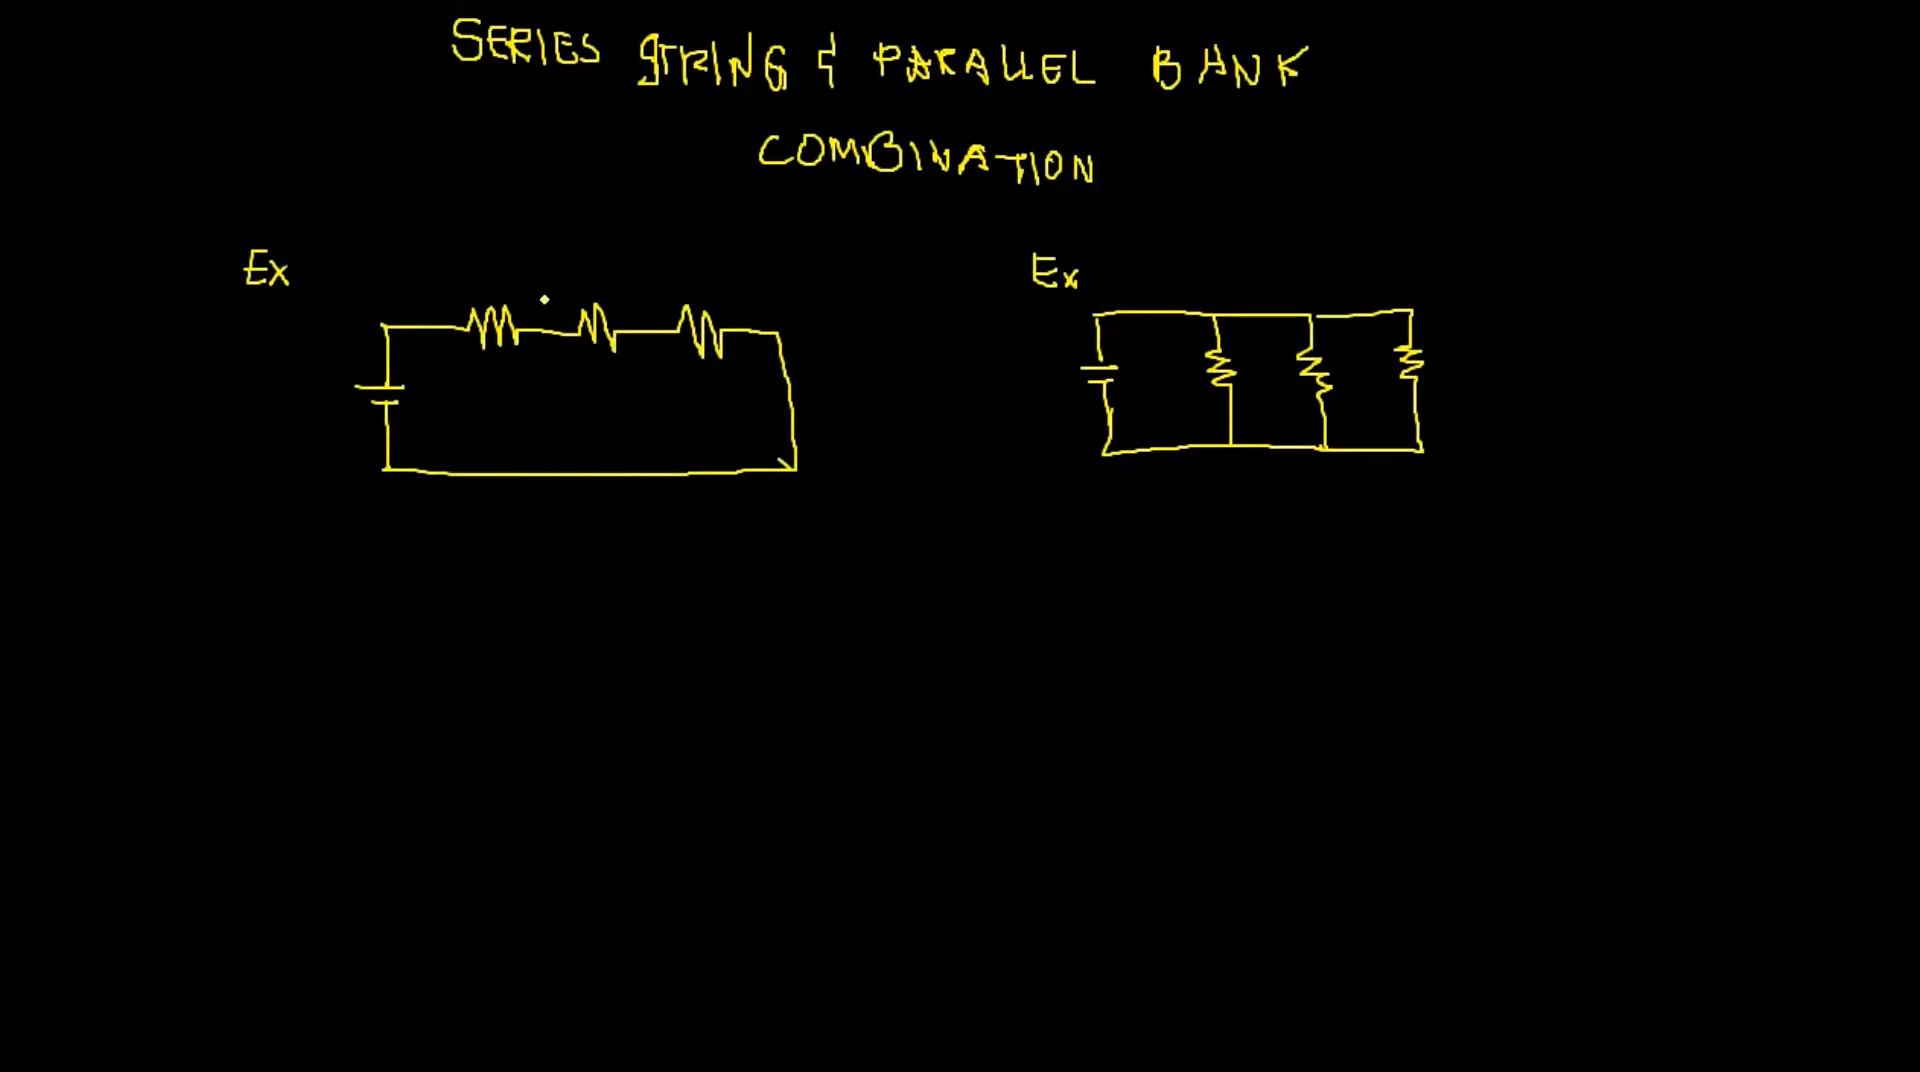 SERIES STRING & PARALLEL BANK
COMBINATION
Ex
Ex